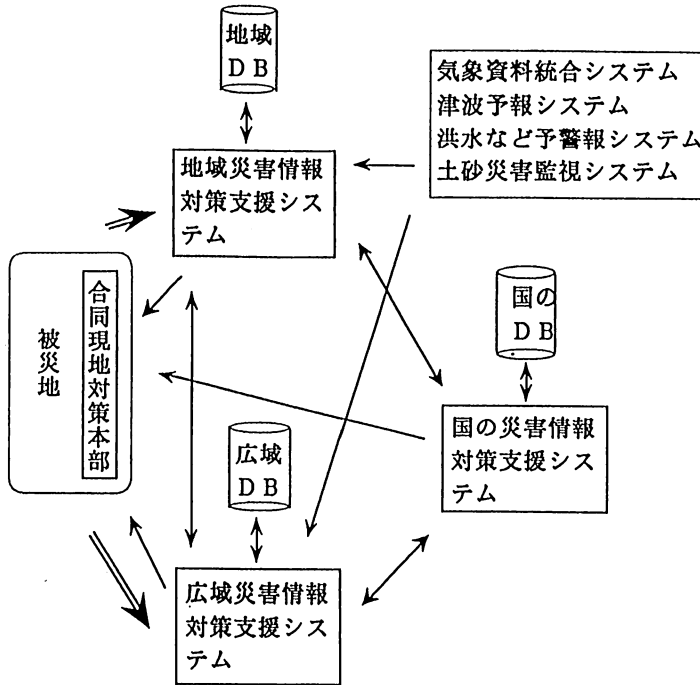 地域
DB
気象資料統合システム
津波予報システム
洪水など予警報システム
土砂災害監視システム
地域災害情報
対策支援シス
テム
被災地
合同現地対策本部
国の
DB
国の災害情報
対策支援シス
テム
広域
DB
広域災害情報
対策支援シス
テム